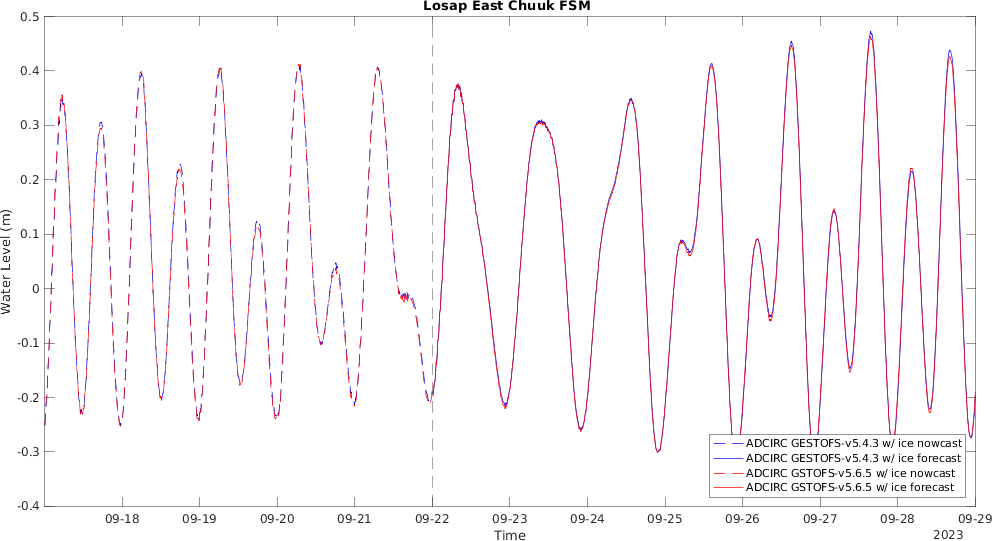 Losap East Chuuk FSM
0.5
0.4
0.3
0.2
0.1
0
-0.1
-0.2
-0.3
-0.4
Water Level (m)
ADCIRC GESTOFS-v5.4.3 w/ ice nowcast
ADCIRC GESTOFS-v5.4.3 w/ ice forecast
ADCIRC GSTOFS-v5.6.5 w/ ice nowcast
ADCIRC GSTOFS-v5.6.5 w/ ice forecast
09-18 09-19 09-20 09-21 09-22 09-23 09-24 09-25 09-26 09-27 09-28 09-29
Time
2023